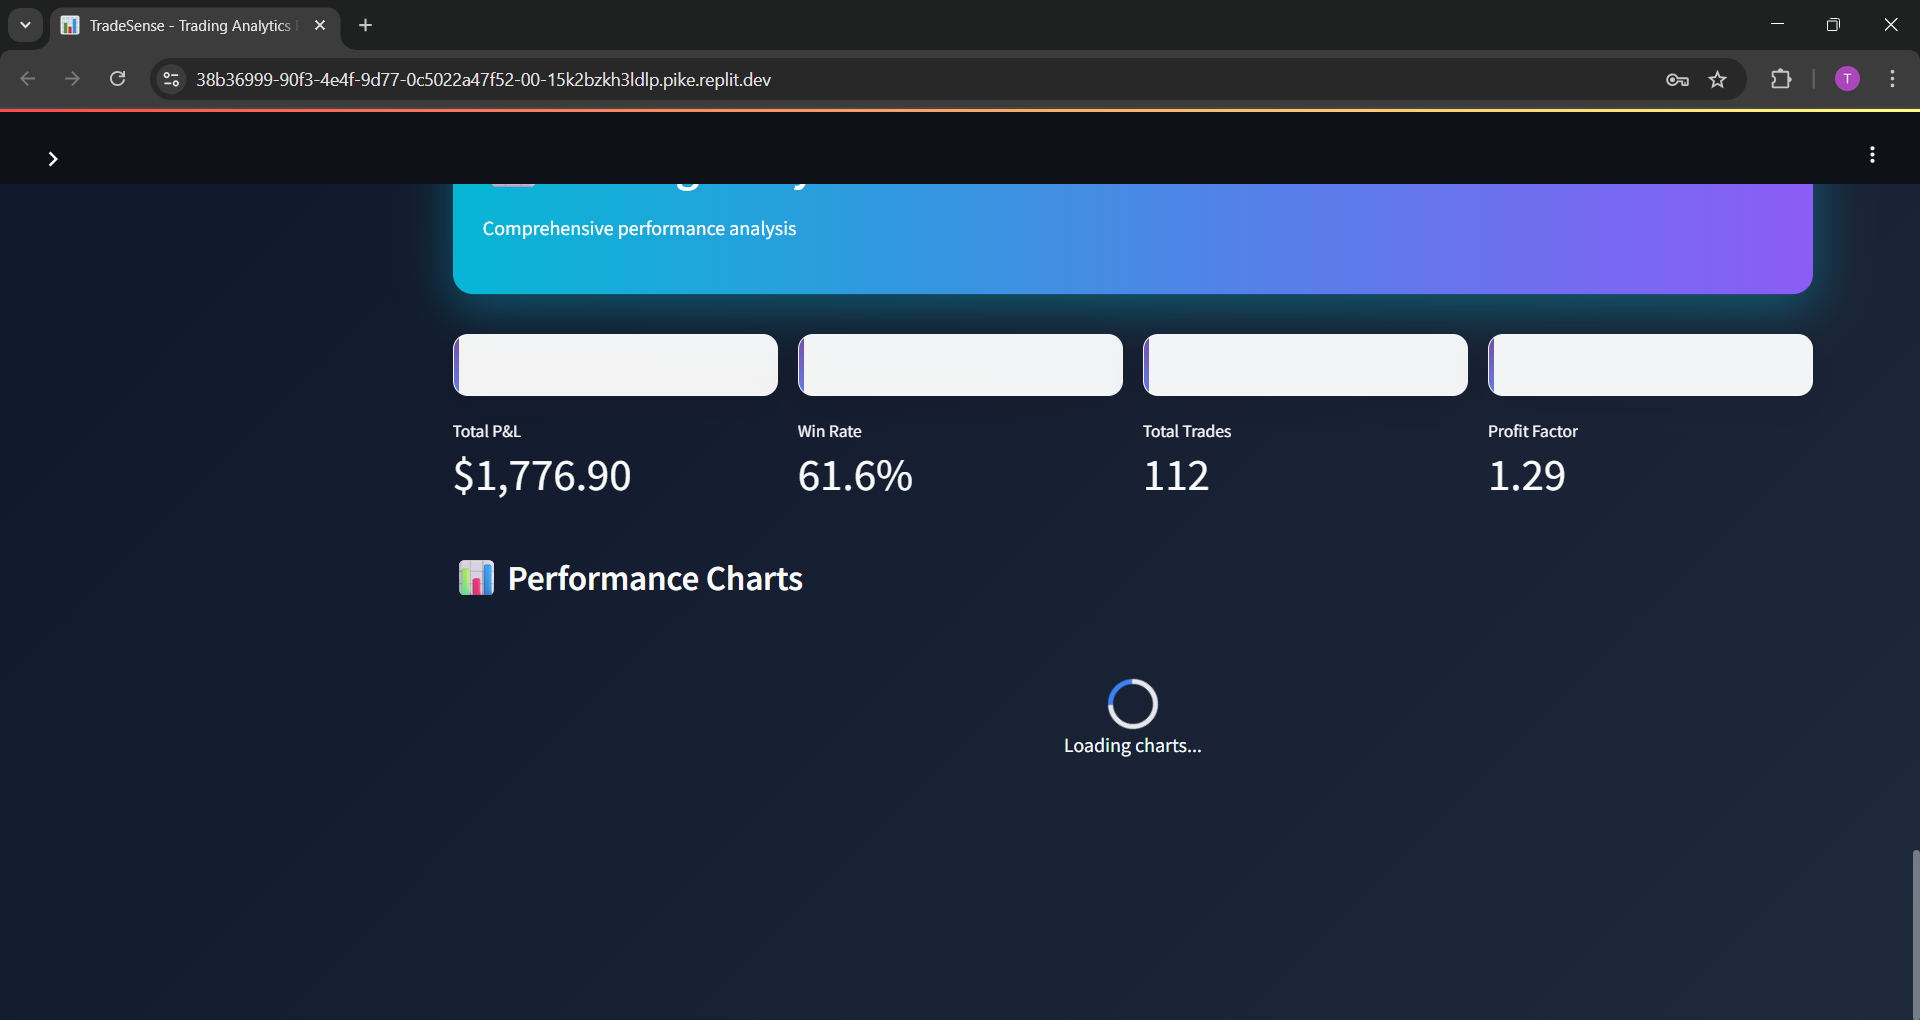 TradeSense - Trading Analytics
38b36999-90f3-4e4f-9d77-0c5022a47f52-00-15k2bzkh3ldlp.pike.replit.dev
T
Comprehensive performance analysis
Total P&L
Win Rate
Total Trades
Profit Factor
$1,776.90
61.6%
112
1.29
Performance Charts
Loading charts...